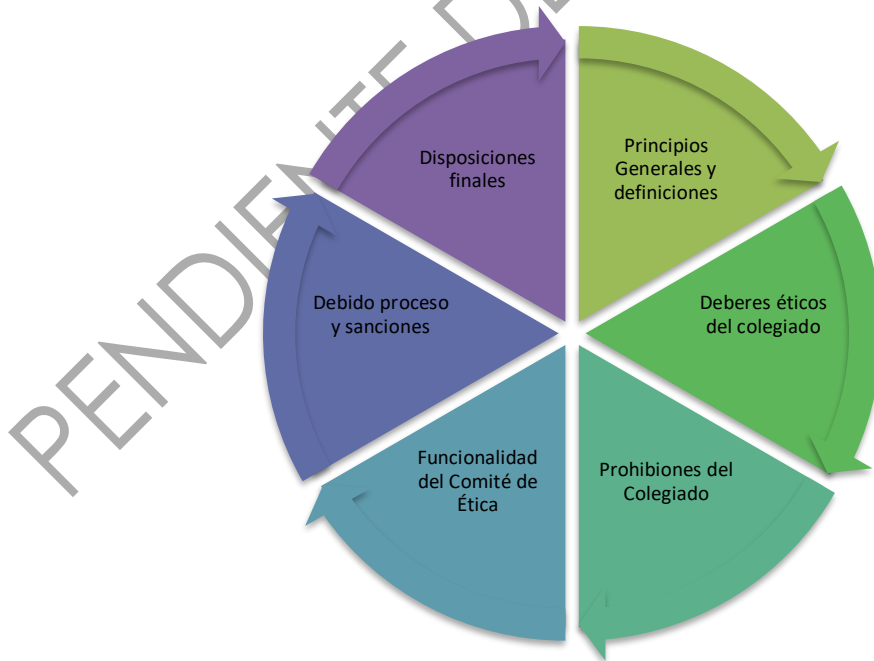 PENDIENTE DE
Principios
Generales y
definiciones
Deberes éticos
del colegiado
Prohibiones del
Colegiado
Funcionalidad
del Comité de
Ética
Debido proceso
y sanciones
Disposiciones
finales